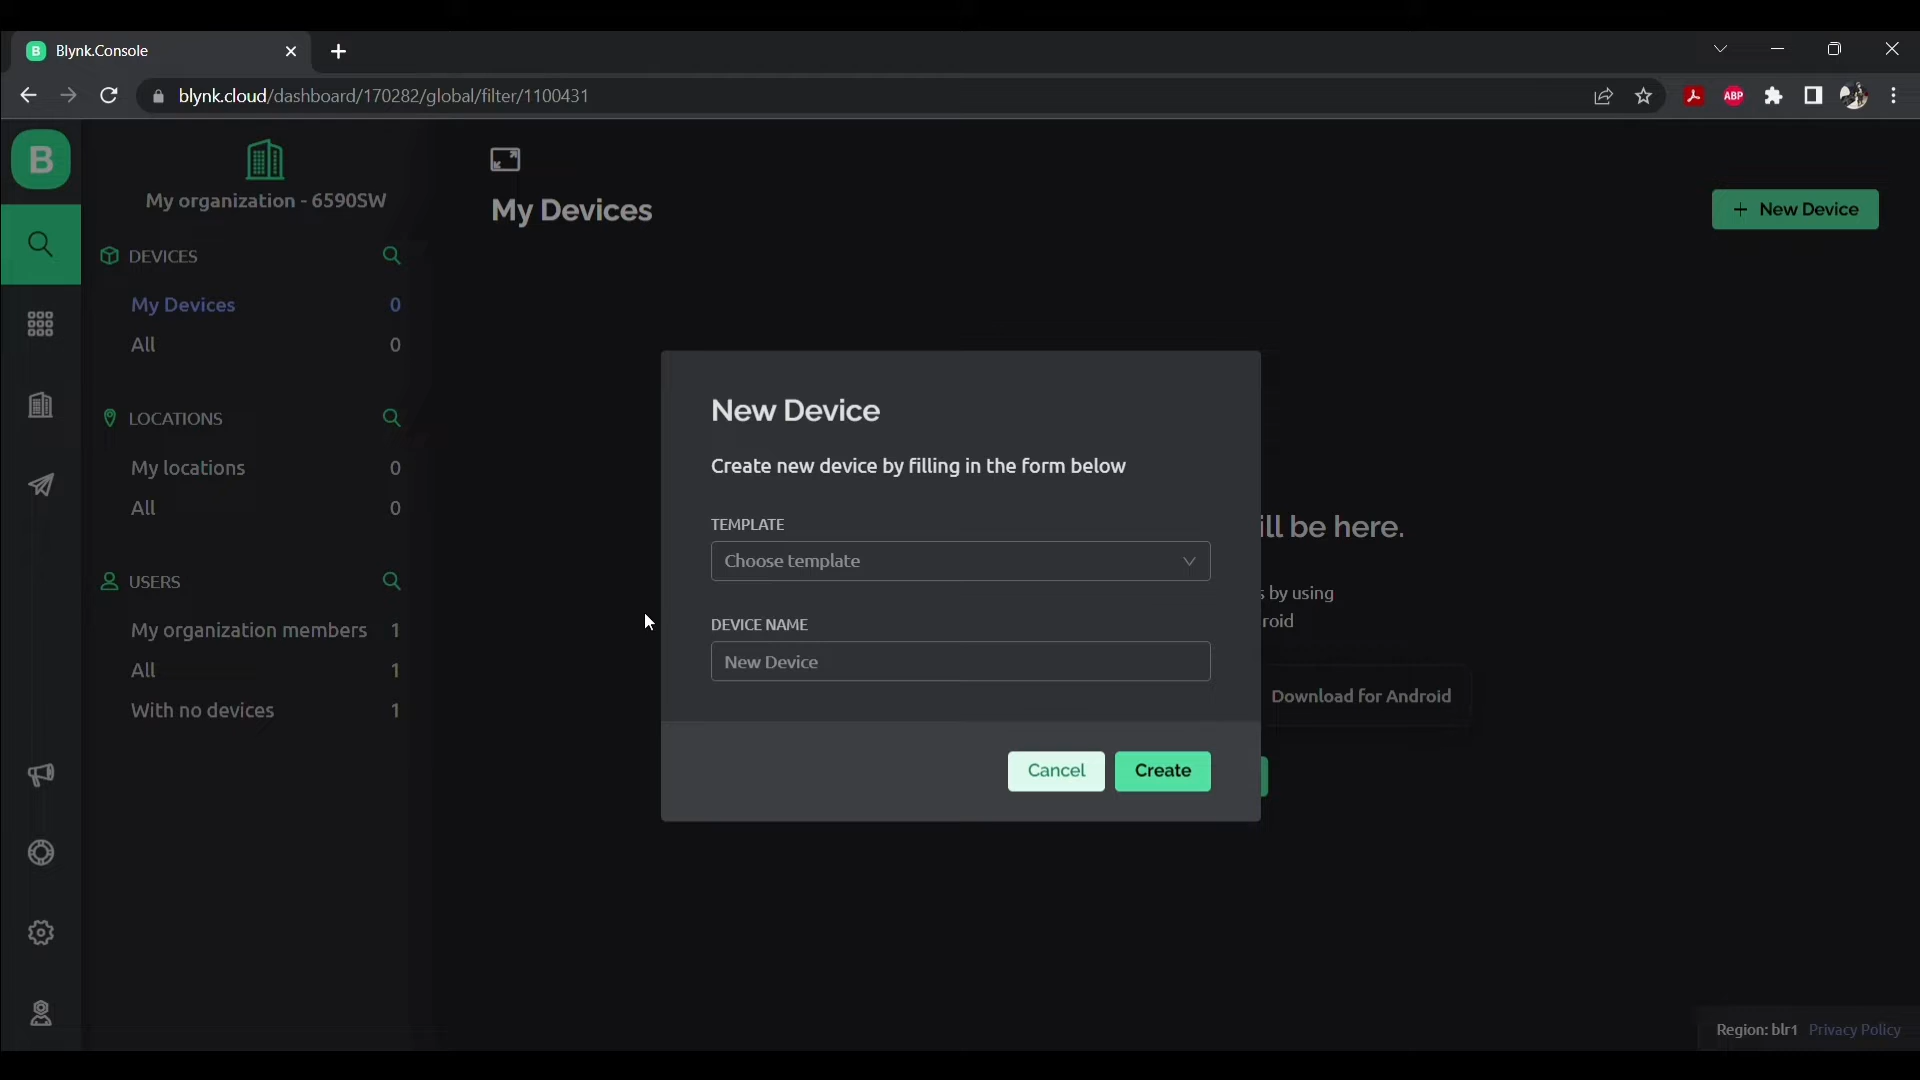 B Blynk.Console
blynk.cloud/dashboard/170282/global/filter/1100431
ABP
B
My organization - 6590SW
My Devices
+ New Device
DEVICES
My Devices 0
All 0
LOCATIONS
My locations 0
All 0
USERS
My organization members 1
All 1
With no devices 1
New Device
Create new device by filling in the form below
TEMPLATE
Choose template
DEVICE NAME
New Device
Cancel Create
ill be here.
by using
roid
Download for Android
Region: blr1 Privacy Policy